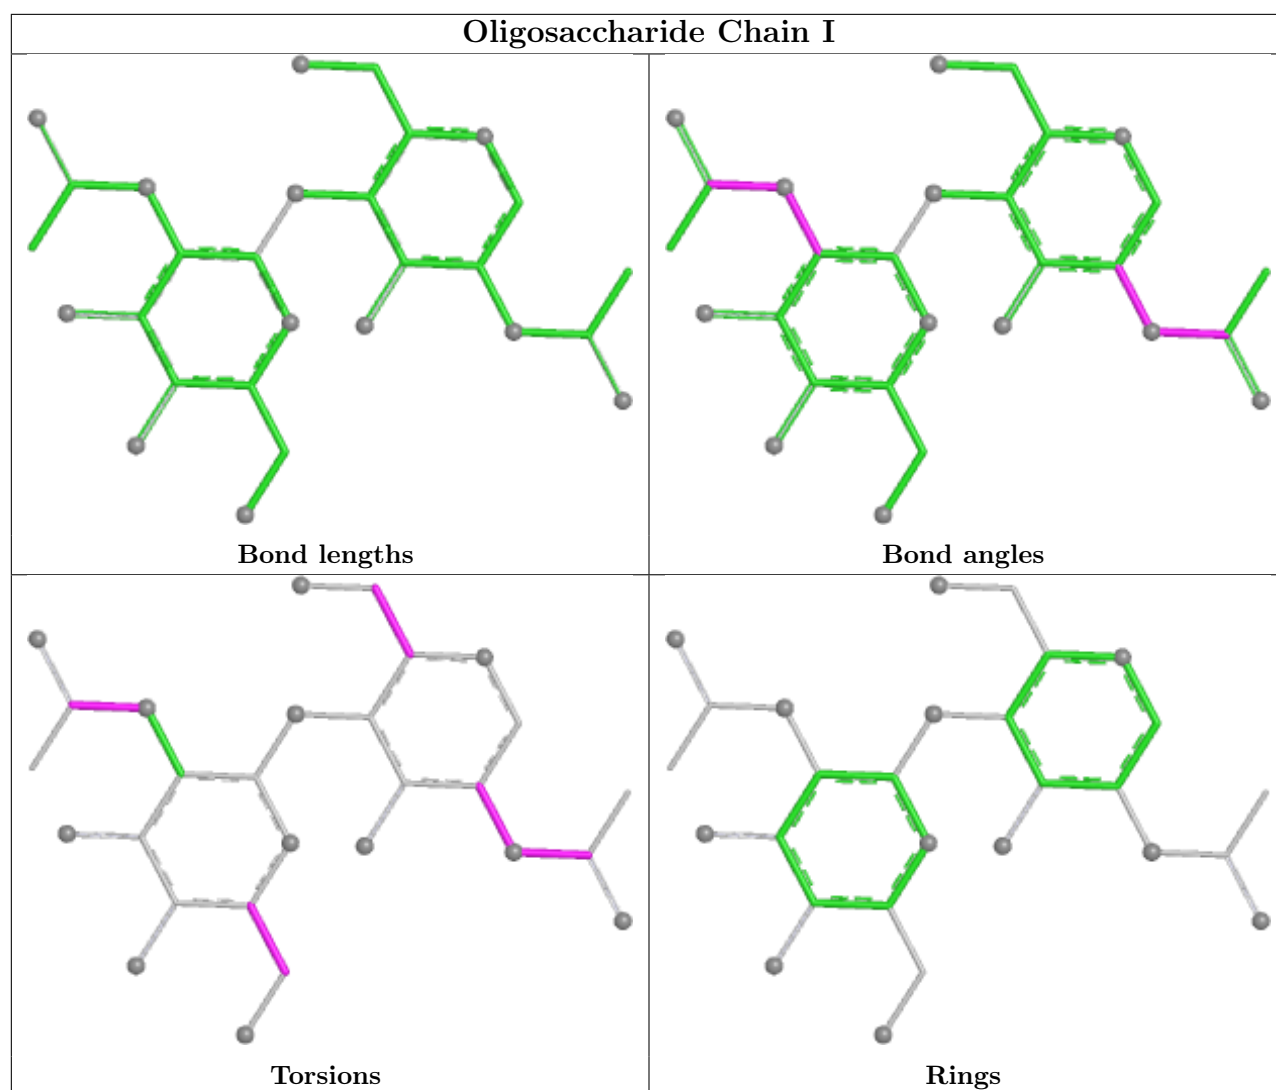 Oligosaccharide Chain I
Bond lengths
Bond angles
Torsions
Rings